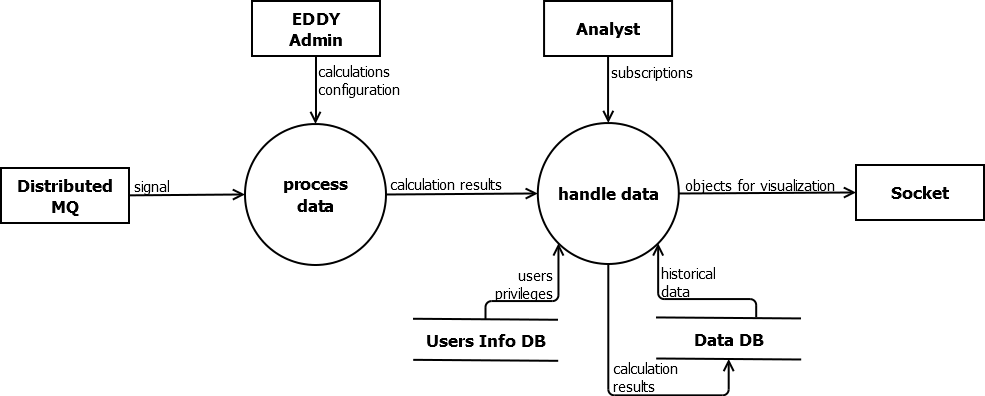 EDDY
Admin
Analyst
calculations
configuration
subscriptions
Distributed
MQ
signal
process
data
calculation results
handle data
objects for visualization
Socket
users
privileges
historical
data
Users Info DB
Data DB
calculation
results